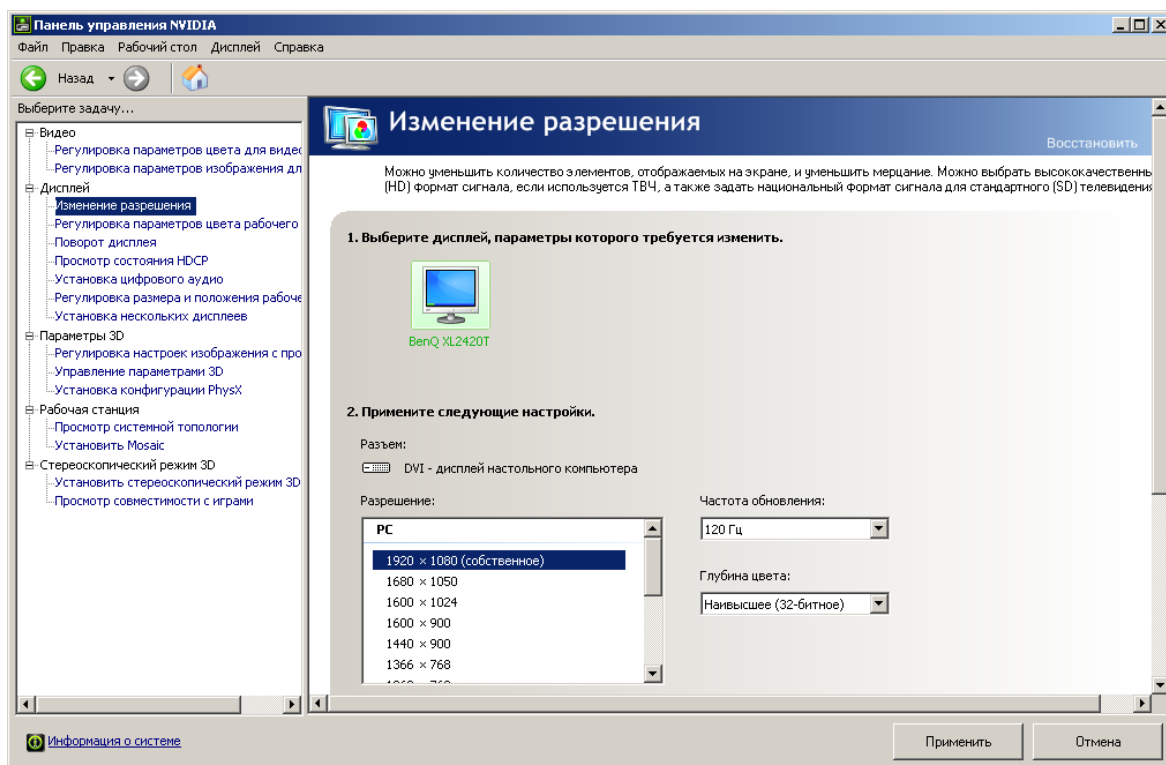 Панель управления NVIDIA
Файл Правка Рабочий стол Дисплей Справка
Назад
Выберите задачу...
Видео
Регулировка параметров цвета для видео
Регулировка параметров изображения дл
Дисплей
Изменение разрешения
Регулировка параметров цвета рабочего
Поворот дисплея
Просмотр состояния HDCP
Установка цифрового аудио
Регулировка размера и положения рабоче
Установка нескольких дисплеев
Параметры 3D
Регулировка настроек изображения с про
Управление параметрами 3D
Установка конфигурации PhysX
Рабочая станция
Просмотр системной топологии
Установить Mosaic
Стереоскопический режим 3D
Установить стереоскопический режим 3D
Просмотр совместимости с играми
Изменение разрешения
Восстановить
Можно уменьшить количество элементов, отображаемых на экране, и уменьшить мерцание. Можно выбрать высококачественны
(HD) формат сигнала, если используется ТВЧ, а также задать национальный формат сигнала для стандартного (SD) телевидения
1. Выберите дисплей, параметры которого требуется изменить.
BenQ XL2420T
2. Примените следующие настройки.
Разъем:
DVI - дисплей настольного компьютера
Разрешение:
Частота обновления:
PC
120 Гц
1920 × 1080 (собственное)
1680 × 1050
Глубина цвета:
1600 × 1024
Наивысшее (32-битное)
1600 × 900
1440 × 900
1366 × 768
Информация о системе
Применить
Отмена